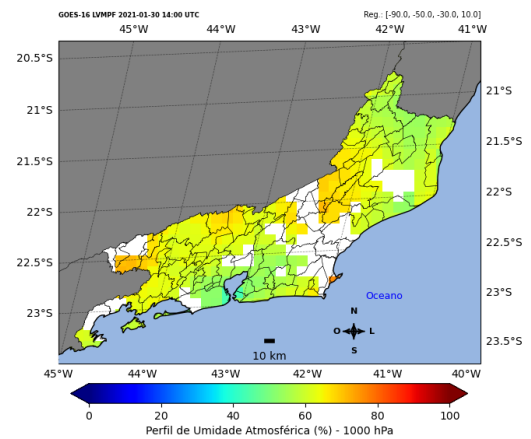 GOES-16 LVMPF 2021-01-30 14:00 UTC
Reg.: [-90.0, -50.0, -30.0, 10.0]
45°W 44°W 43°W 42°W 41°W
20.5°S
21°S
21.5°S
22°S
22.5°S
23°S
21°S
21.5°S
22°S
22.5°S
23°S
23.5°S
Oceano
N
O L
S
10 km
45°W 44°W 43°W 42°W 41°W 40°W
0 20 40 60 80 100
Perfil de Umidade Atmosférica (%) - 1000 hPa